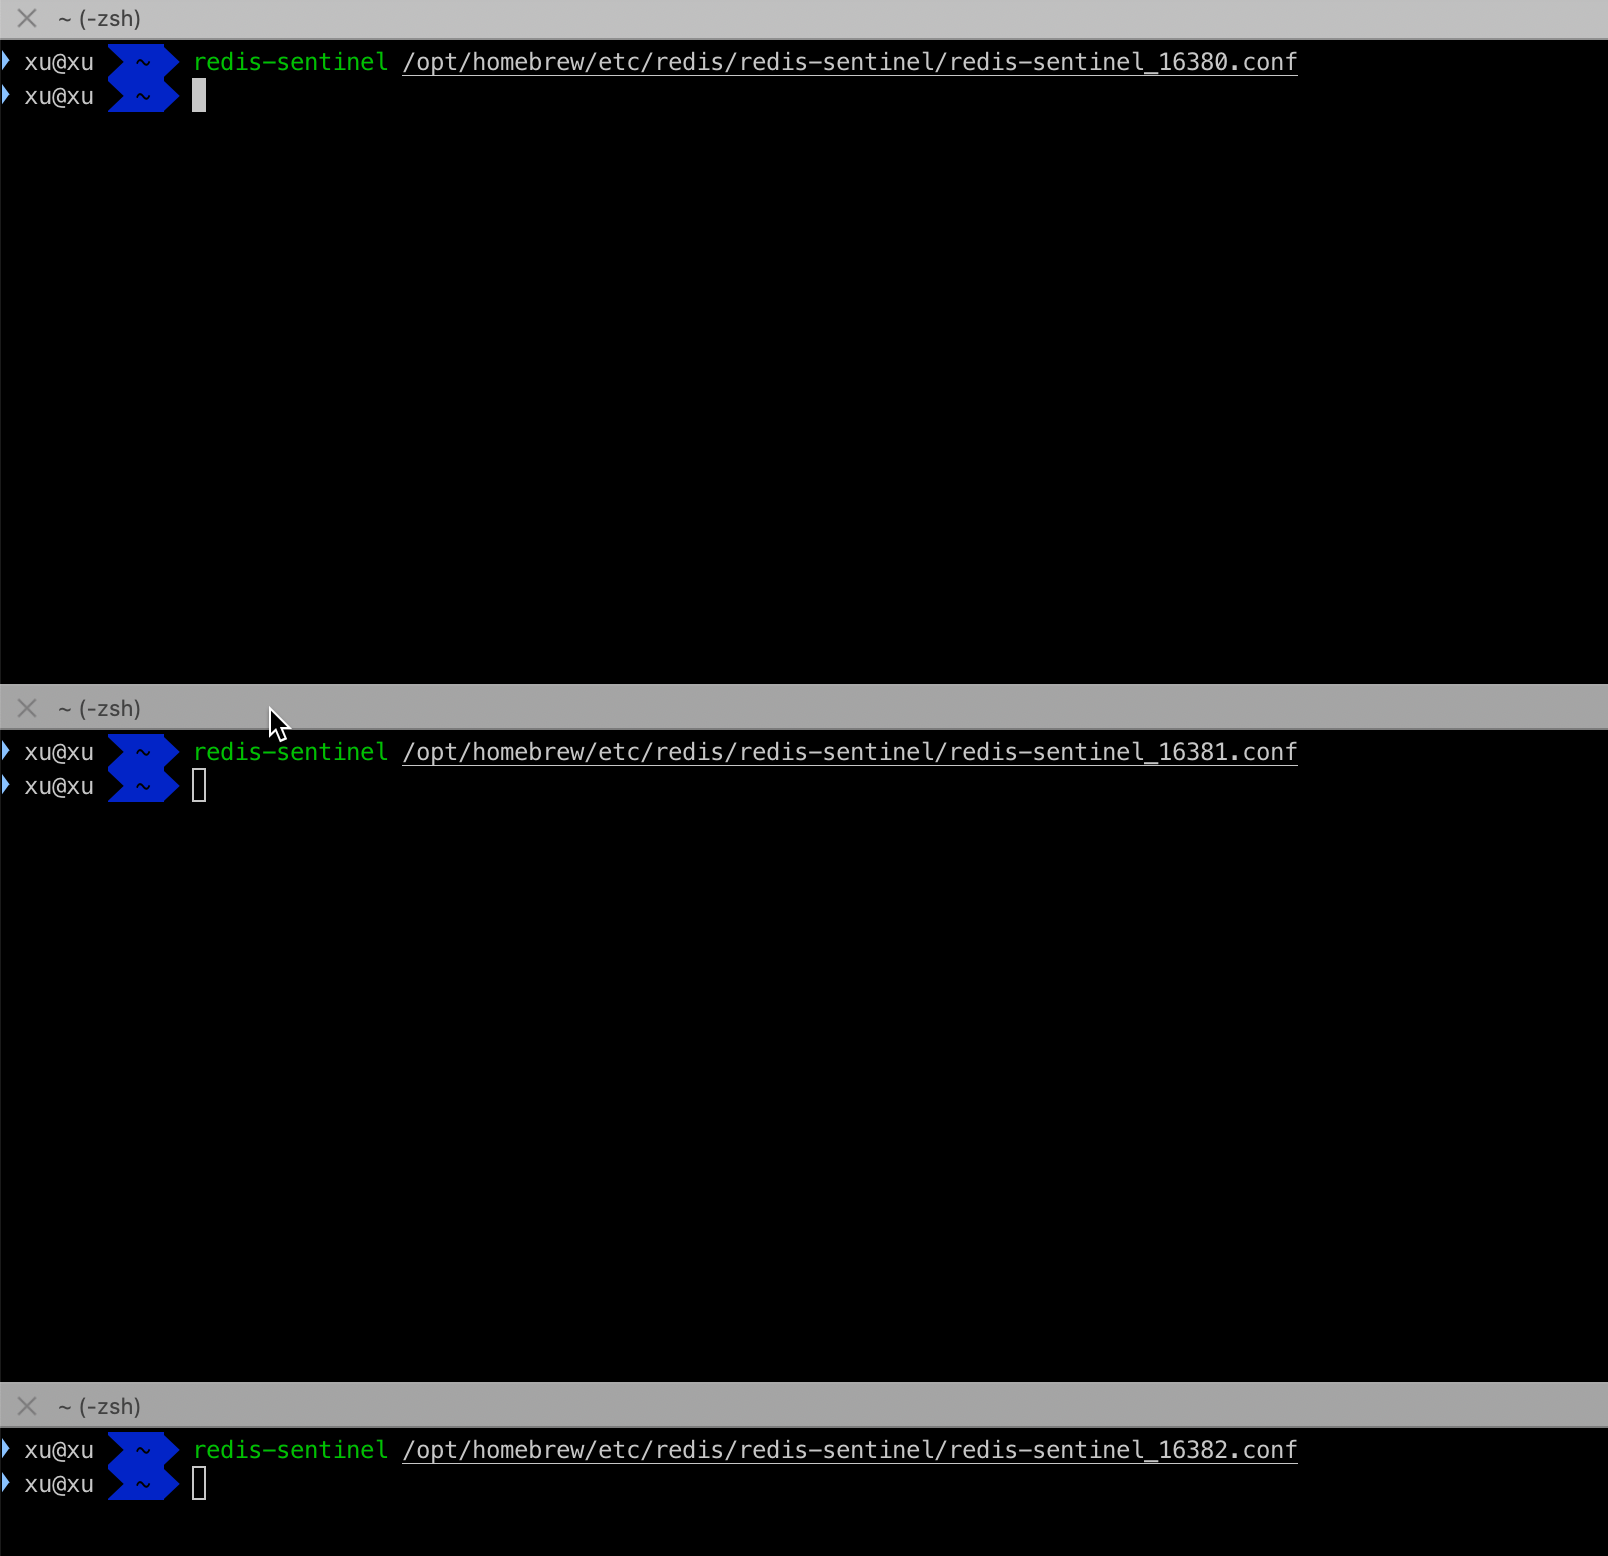 ~ (-zsh)
xu@xu ~ redis-sentinel /opt/homebrew/etc/redis/redis-sentinel/redis-sentinel_16380.conf
xu@xu ~
~ (-zsh)
xu@xu ~ redis-sentinel /opt/homebrew/etc/redis/redis-sentinel/redis-sentinel_16381.conf
xu@xu ~
~ (-zsh)
xu@xu ~ redis-sentinel /opt/homebrew/etc/redis/redis-sentinel/redis-sentinel_16382.conf
xu@xu ~